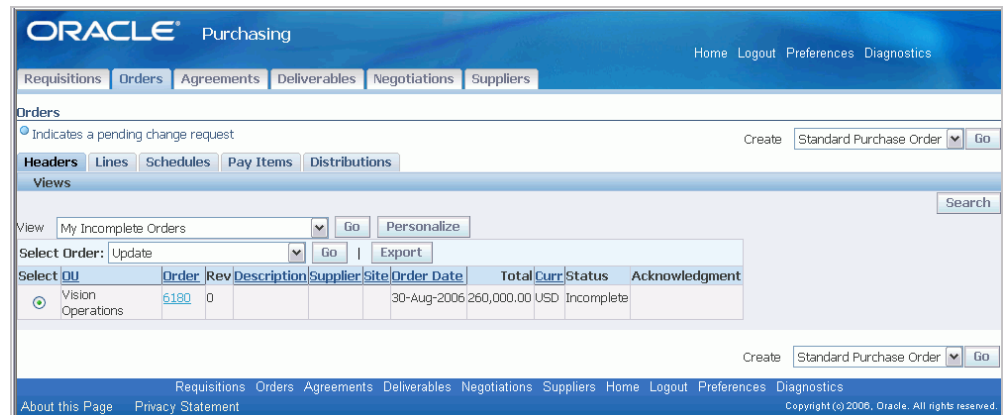 ORACLE® Purchasing
Home Logout Preferences Diagnostics
Requisitions Orders Agreements Deliverables Negotiations Suppliers
Orders
Indicates a pending change request
Create Standard Purchase Order Go
Headers Lines Schedules Pay Items Distributions
Views
Search
View My Incomplete Orders Go Personalize
Select Order: Update Go | Export
Select OU Order Rev Description Supplier Site Order Date Total Curr Status Acknowledgment
Vision Operations 6180 0 30-Aug-2006 260,000.00 USD Incomplete
Create Standard Purchase Order Go
Requisitions Orders Agreements Deliverables Negotiations Suppliers Home Logout Preferences Diagnostics
About this Page Privacy Statement Copyright (c) 2006, Oracle. All rights reserved.